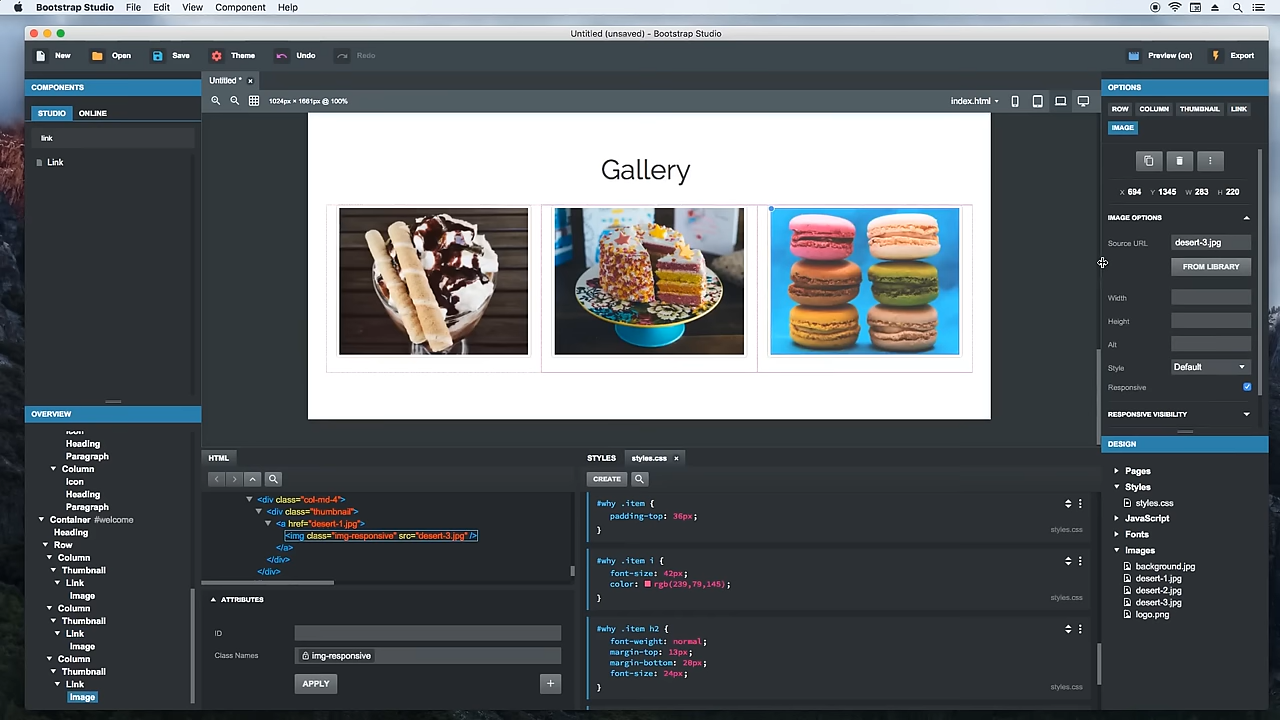 Bootstrap Studio File Edit View Component Help
Untitled (unsaved) - Bootstrap Studio
New Open Save Theme Undo Redo Preview (on) Export
COMPONENTS
STUDIO ONLINE
link
Link
Untitled *
1024px × 1661px @ 100%
index.html
Gallery
OPTIONS
ROW COLUMN THUMBNAIL LINK
IMAGE
X 694 Y 1345 W 283 H 220
IMAGE OPTIONS
Source URL desert-3.jpg
FROM LIBRARY
Width
Height
Alt
Style Default
Responsive
RESPONSIVE VISIBILITY
OVERVIEW
Heading
Paragraph
Column
Icon
Heading
Paragraph
Container #welcome
Heading
Row
Column
Thumbnail
Link
Image
Column
Thumbnail
Link
Image
Column
Thumbnail
Link
Image
HTML
<div class="col-md-4">
<div class="thumbnail">
<a href="desert-1.jpg">
<img class="img-responsive" src="desert-3.jpg" />
</a>
</div>
</div>
ATTRIBUTES
ID
Class Names img-responsive
APPLY +
STYLES styles.css
CREATE
#why .item {
padding-top: 36px;
}
styles.css
#why .item i {
font-size: 42px;
color: rgb(239,79,145);
}
styles.css
#why .item h2 {
font-weight: normal;
margin-top: 13px;
margin-bottom: 20px;
font-size: 24px;
}
styles.css
DESIGN
Pages
Styles
styles.css
JavaScript
Fonts
Images
background.jpg
desert-1.jpg
desert-2.jpg
desert-3.jpg
logo.png